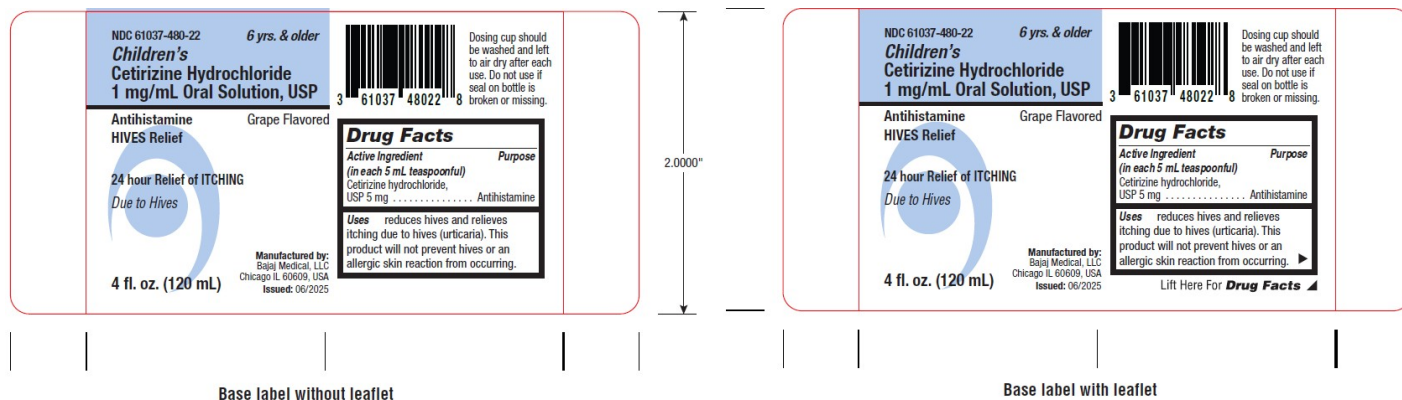 NDC 61037-480-22 6 yrs. & older
Children's
Cetirizine Hydrochloride
1 mg/mL Oral Solution, USP
Antihistamine Grape Flavored
HIVES Relief
24 hour Relief of ITCHING
Due to Hives
Manufactured by:
Bajaj Medical, LLC
Chicago IL 60609, USA
Issued: 06/2025
4 fl. oz. (120 mL)
3 61037 48022 8
Dosing cup should
be washed and left
to air dry after each
use. Do not use if
seal on bottle is
broken or missing.
Drug Facts
Active Ingredient Purpose
(in each 5 mL teaspoonful)
Cetirizine hydrochloride,
USP 5 mg . . . . . . . . . . . . . . . Antihistamine
Uses reduces hives and relieves
itching due to hives (urticaria). This
product will not prevent hives or an
allergic skin reaction from occurring.
2.0000"
Base label without leaflet
NDC 61037-480-22 6 yrs. & older
Children's
Cetirizine Hydrochloride
1 mg/mL Oral Solution, USP
Antihistamine Grape Flavored
HIVES Relief
24 hour Relief of ITCHING
Due to Hives
Manufactured by:
Bajaj Medical, LLC
Chicago IL 60609, USA
Issued: 06/2025
4 fl. oz. (120 mL)
3 61037 48022 8
Dosing cup should
be washed and left
to air dry after each
use. Do not use if
seal on bottle is
broken or missing.
Drug Facts
Active Ingredient Purpose
(in each 5 mL teaspoonful)
Cetirizine hydrochloride,
USP 5 mg . . . . . . . . . . . . . . . Antihistamine
Uses reduces hives and relieves
itching due to hives (urticaria). This
product will not prevent hives or an
allergic skin reaction from occurring. ▶
Lift Here For Drug Facts ◢
Base label with leaflet